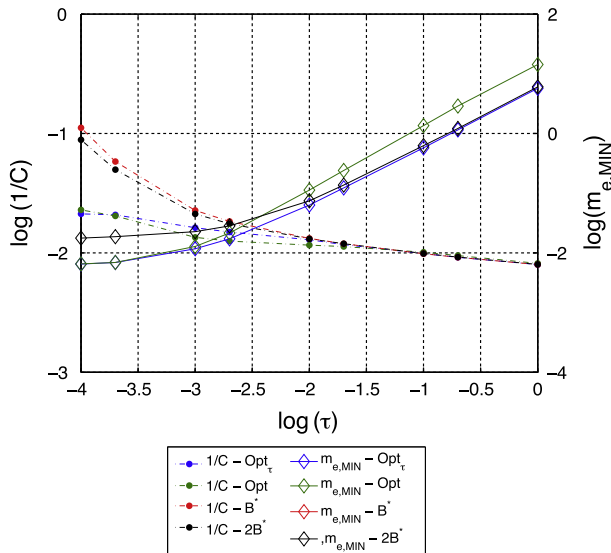 0
2
−1
0
log (1/C)
log(m_e,MIN)
−2
−2
−3
−4
−4 −3.5 −3 −2.5 −2 −1.5 −1 −0.5 0
log (τ)
1/C − Opt_τ
m_e,MIN − Opt_τ
1/C − Opt
m_e,MIN − Opt
1/C − B*
m_e,MIN − B*
1/C − 2B*
,m_e,MIN − 2B*